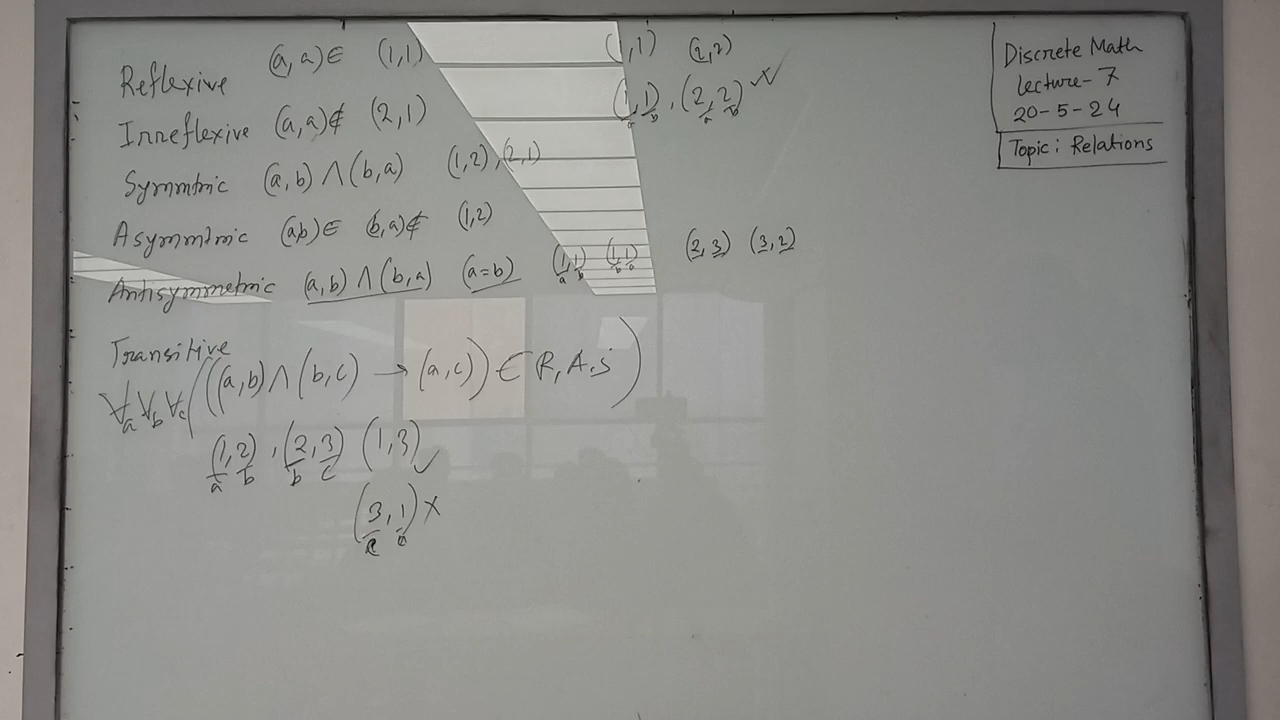 Reflexive (a, a) ∈ (1,1) (1,1) (2,2)
(1,1), (2,2)
a b a b
Irreflexive (a, a) ∉ (2,1)
Symmtric (a,b) ∧ (b,a) (1,2), (2,1)
Asymmtric (a,b) ∈ (b,a) ∉ (1,2)
Antisymmetric (a,b) ∧ (b,a) (a=b) (1,1) (1,1) (2,3) (3,2)
a b b a
Transitive
∀a ∀b ∀c (((a,b) ∧ (b,c) → (a,c)) ∈ R, A.S)
(1,2), (2,3) (1,3) ✓
a b b c
(3,1) ×
c a
Discrete Math
Lecture-7
20-5-24
Topic: Relations